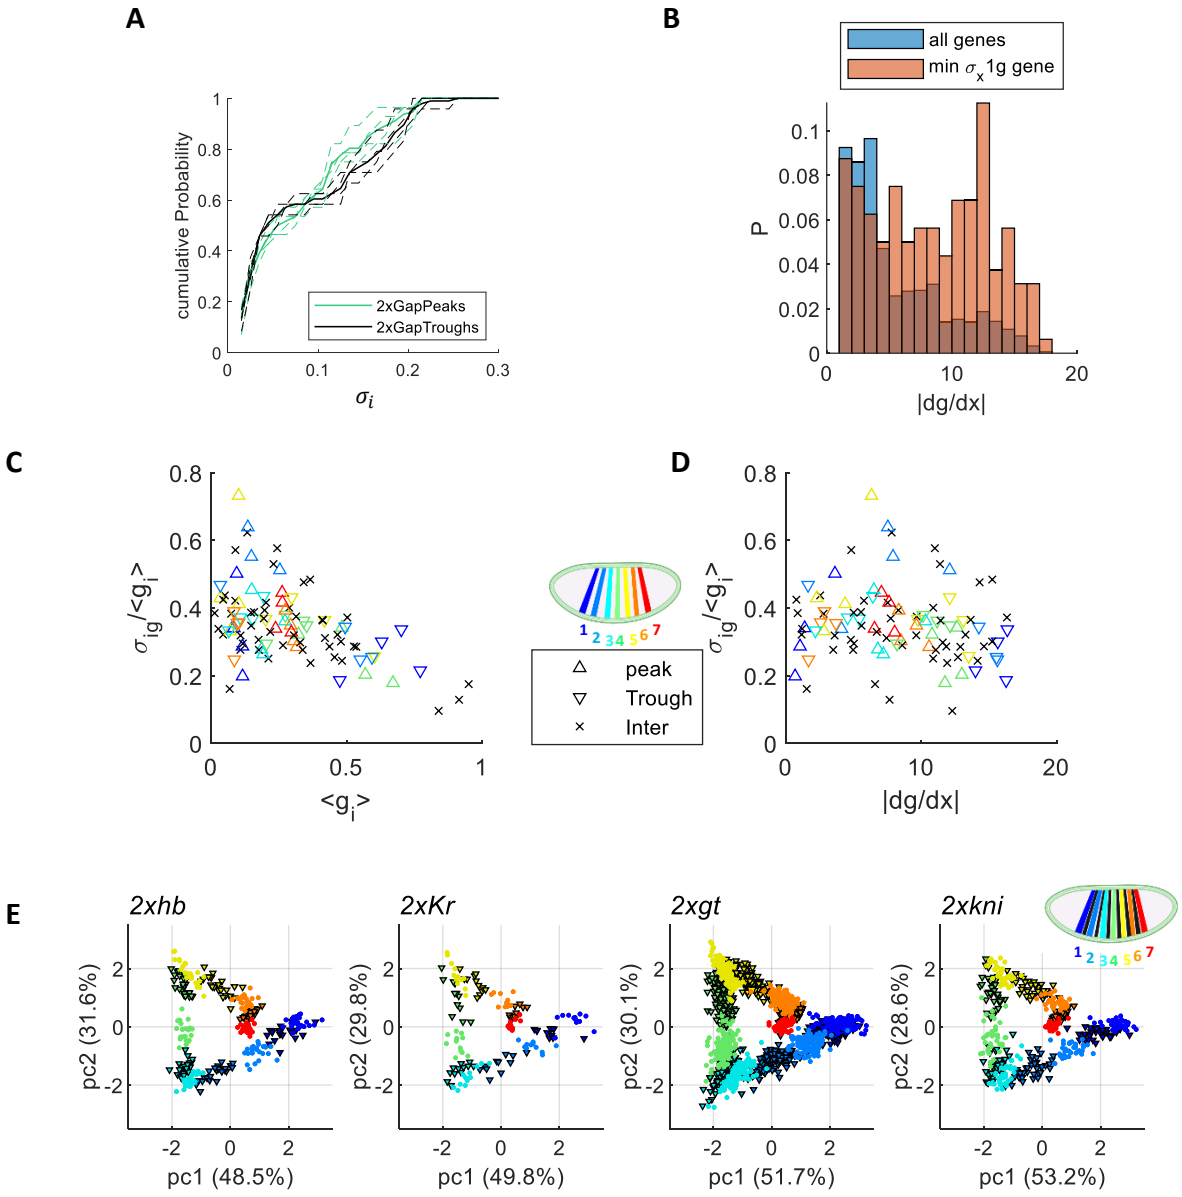 A
B
all genes
min σx1g gene
cumulative Probability
1
0.8
0.6
0.4
0.2
0
0
0.1
0.2
0.3
σi
2xGapPeaks
2xGapTroughs
P
0.1
0.08
0.06
0.04
0.02
0
0
10
20
|dg/dx|
C
D
σig/<gi>
0.8
0.6
0.4
0.2
0
0
0.5
1
<gi>
1 2 3 4 5 6 7
peak
Trough
Inter
σig/<gi>
0.8
0.6
0.4
0.2
0
0
10
20
|dg/dx|
E
2xhb
2xKr
2xgt
2xkni
1 2 3 4 5 6 7
pc2 (31.6%)
2
0
-2
-2
0
2
pc1 (48.5%)
pc2 (29.8%)
2
0
-2
-2
0
2
pc1 (49.8%)
pc2 (30.1%)
2
0
-2
-2
0
2
pc1 (51.7%)
pc2 (28.6%)
2
0
-2
-2
0
2
pc1 (53.2%)